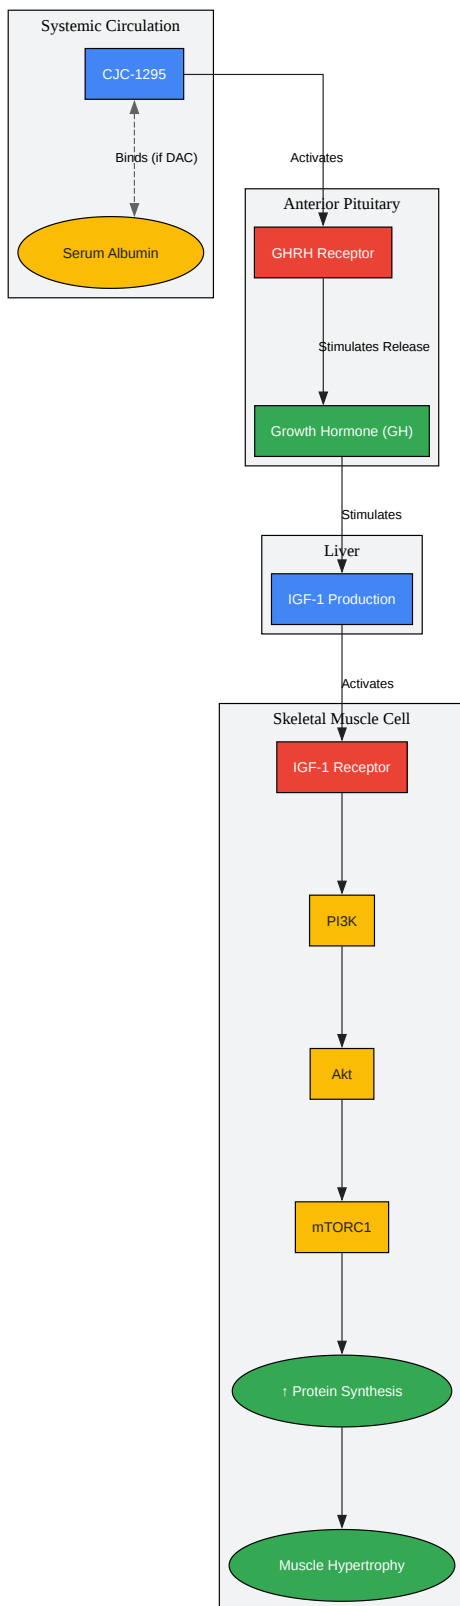 Systemic Circulation
CJC-1295
Binds (if DAC)
Serum Albumin
Activates
Anterior Pituitary
GHRH Receptor
Stimulates Release
Growth Hormone (GH)
Stimulates
Liver
IGF-1 Production
Activates
Skeletal Muscle Cell
IGF-1 Receptor
PI3K
Akt
mTORC1
↑ Protein Synthesis
Muscle Hypertrophy